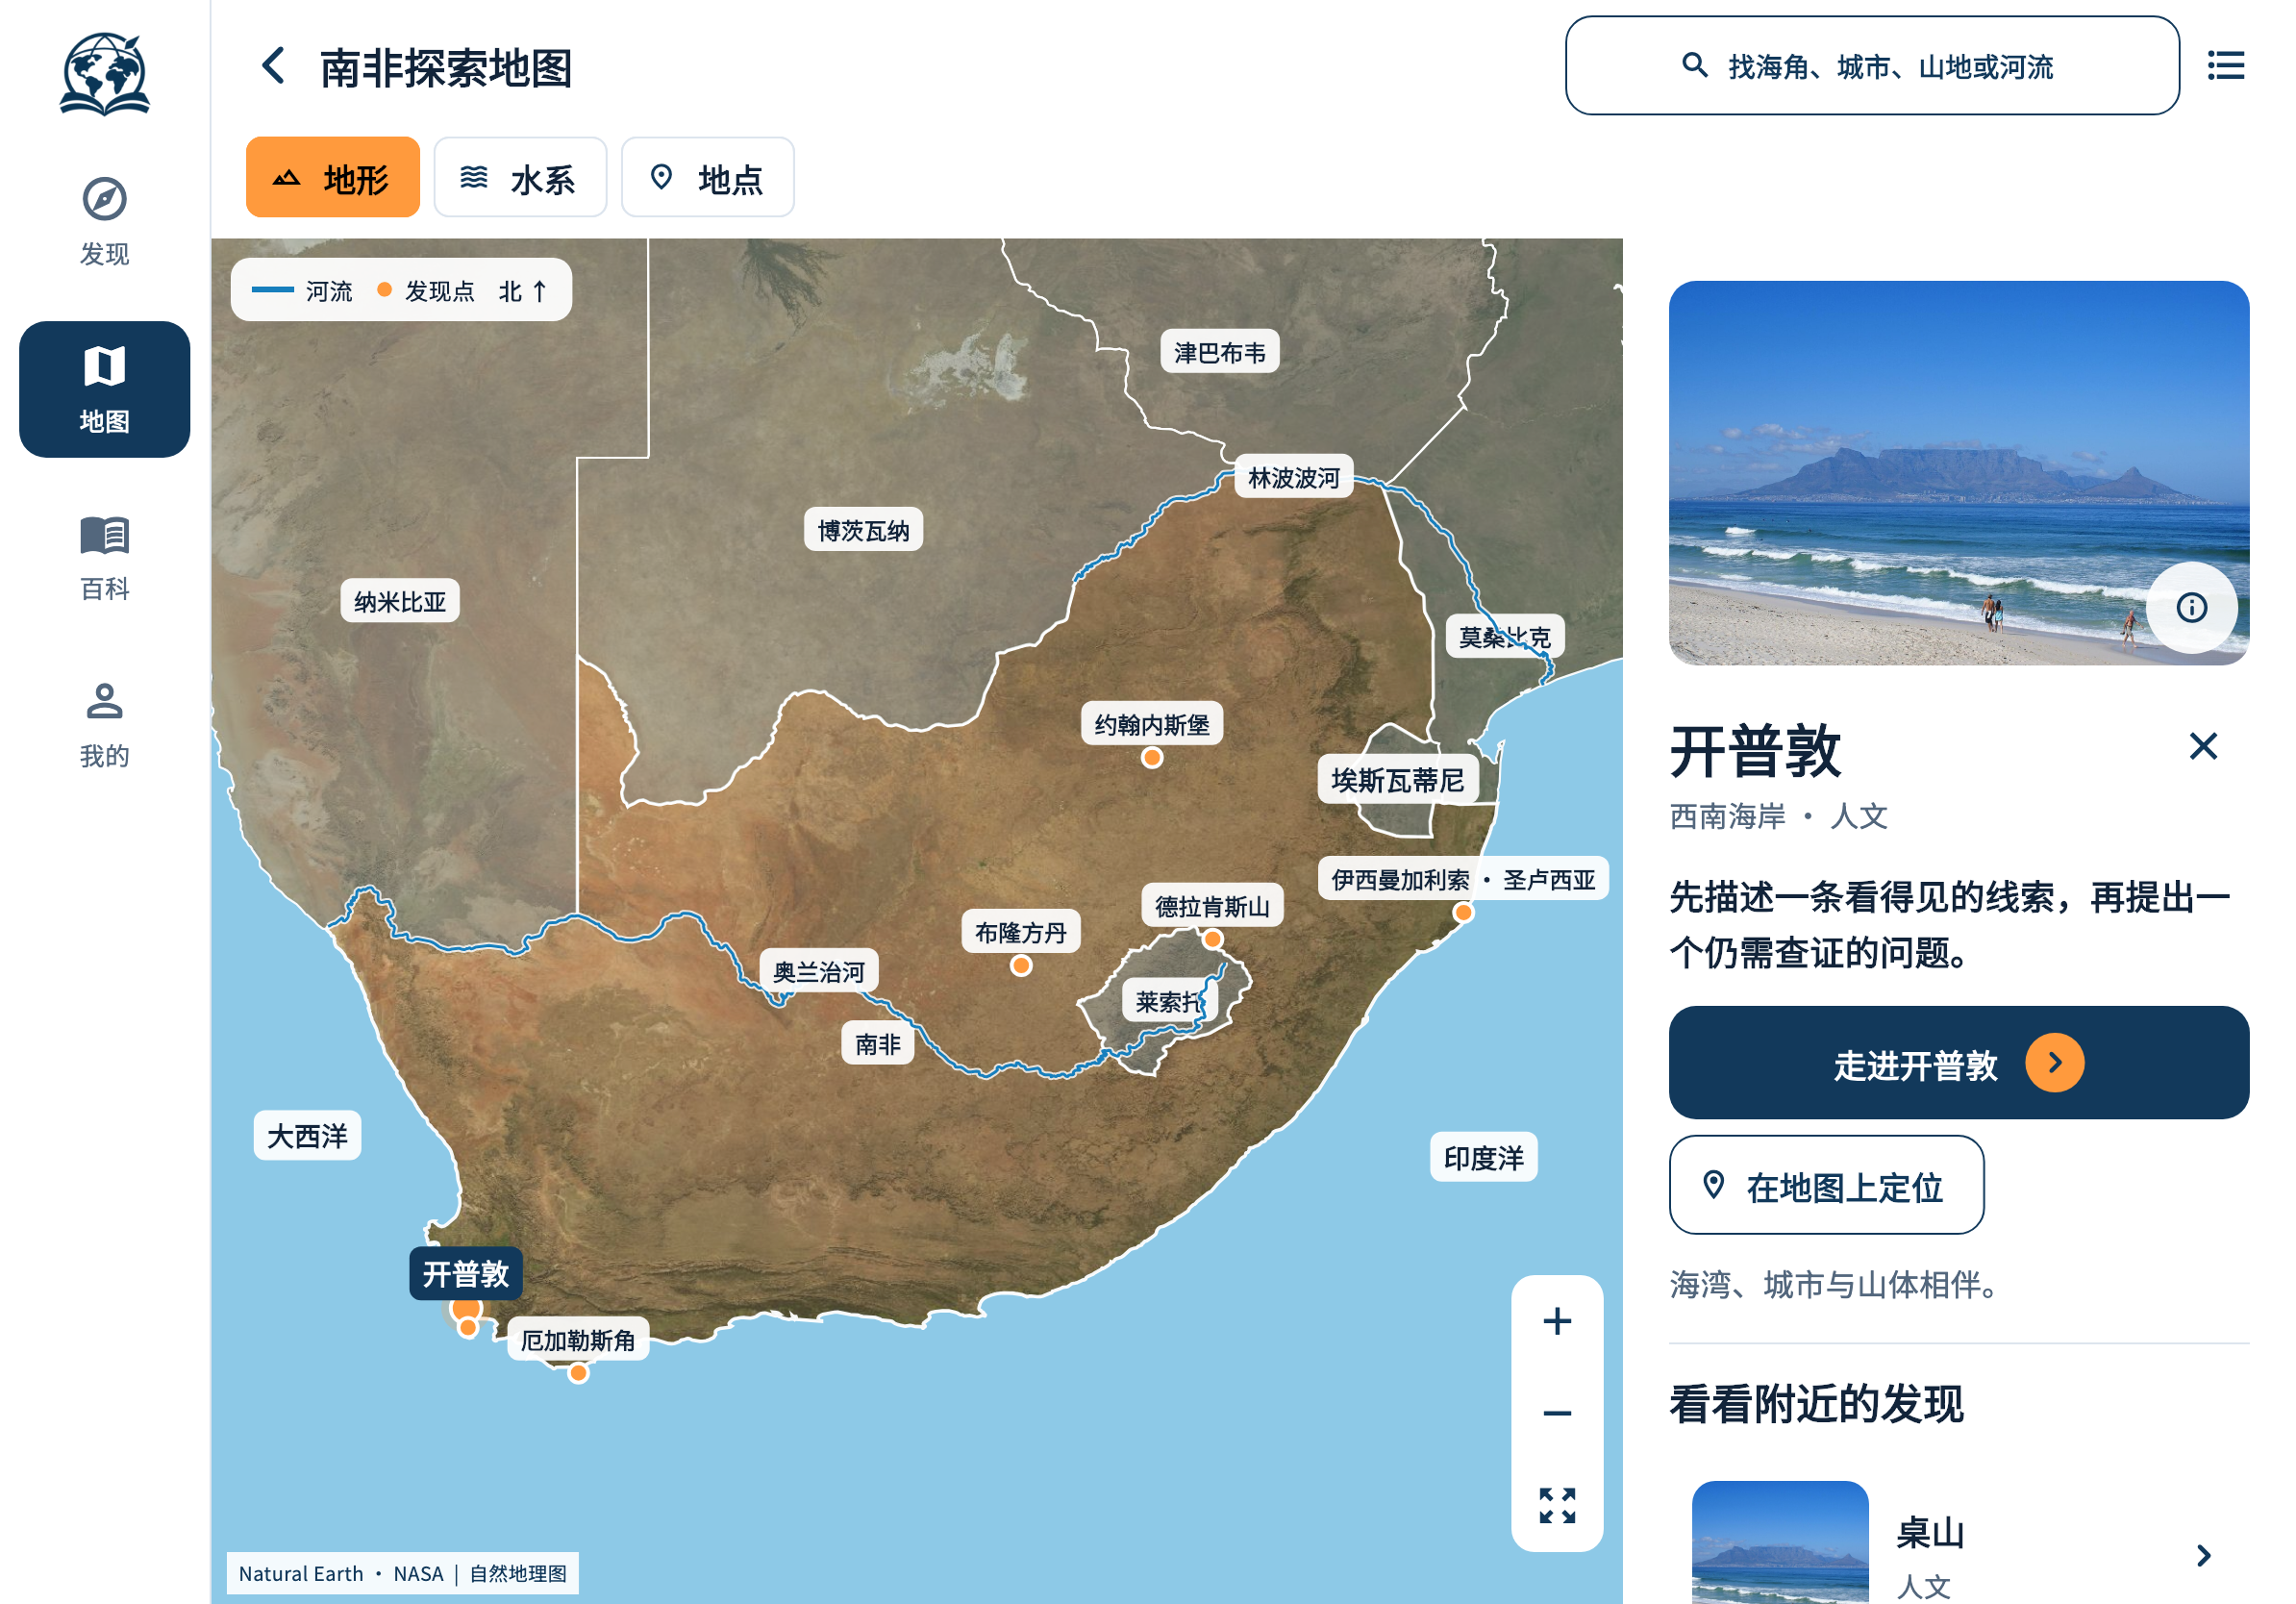 南非探索地图
找海角、城市、山地或河流
地形
水系
地点
发现
地图
百科
我的
河流
发现点
北 ↑
津巴布韦
林波波河
博茨瓦纳
纳米比亚
莫桑比克
约翰内斯堡
埃斯瓦蒂尼
伊西曼加利索 · 圣卢西亚
德拉肯斯山
布隆方丹
奥兰治河
莱索托
南非
大西洋
印度洋
开普敦
厄加勒斯角
Natural Earth · NASA | 自然地理图
开普敦
西南海岸 · 人文
先描述一条看得见的线索，再提出一
个仍需查证的问题。
走进开普敦
在地图上定位
海湾、城市与山体相伴。
看看附近的发现
桌山
人文